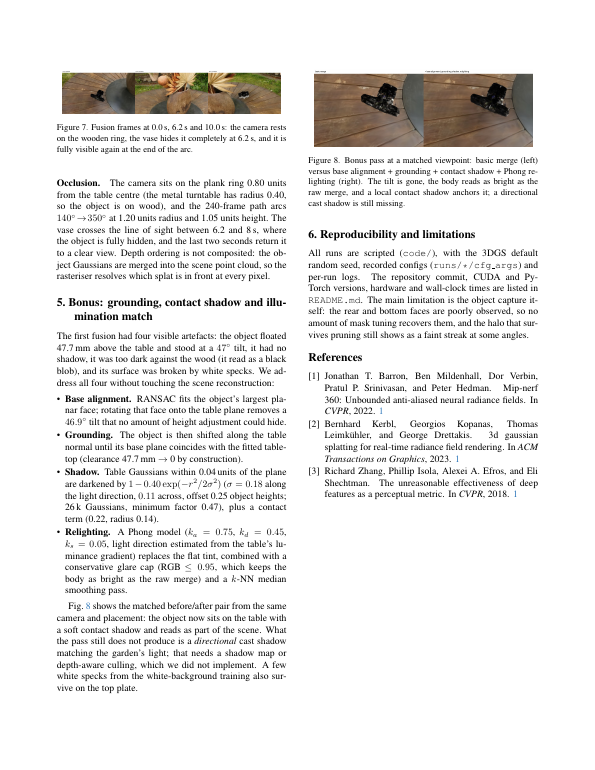 Figure 7. Fusion frames at 0.0 s, 6.2 s and 10.0 s: the camera rests
on the wooden ring, the vase hides it completely at 6.2 s, and it is
fully visible again at the end of the arc.
Occlusion. The camera sits on the plank ring 0.80 units
from the table centre (the metal turntable has radius 0.40,
so the object is on wood), and the 240-frame path arcs
140°→350° at 1.20 units radius and 1.05 units height. The
vase crosses the line of sight between 6.2 and 8 s, where
the object is fully hidden, and the last two seconds return it
to a clear view. Depth ordering is not composited: the ob-
ject Gaussians are merged into the scene point cloud, so the
rasteriser resolves which splat is in front at every pixel.
5. Bonus: grounding, contact shadow and illu-
mination match
The first fusion had four visible artefacts: the object floated
47.7 mm above the table and stood at a 47° tilt, it had no
shadow, it was too dark against the wood (it read as a black
blob), and its surface was broken by white specks. We ad-
dress all four without touching the scene reconstruction:
• Base alignment. RANSAC fits the object's largest pla-
nar face; rotating that face onto the table plane removes a
46.9° tilt that no amount of height adjustment could hide.
• Grounding. The object is then shifted along the table
normal until its base plane coincides with the fitted table-
top (clearance 47.7 mm → 0 by construction).
• Shadow. Table Gaussians within 0.04 units of the plane
are darkened by 1 − 0.40 exp(−r²/2σ²) (σ = 0.18 along
the light direction, 0.11 across, offset 0.25 object heights;
26 k Gaussians, minimum factor 0.47), plus a contact
term (0.22, radius 0.14).
• Relighting. A Phong model (kₐ = 0.75, k_d = 0.45,
kₛ = 0.05, light direction estimated from the table's lu-
minance gradient) replaces the flat tint, combined with a
conservative glare cap (RGB ≤ 0.95, which keeps the
body as bright as the raw merge) and a k-NN median
smoothing pass.
Fig. 8 shows the matched before/after pair from the same
camera and placement: the object now sits on the table with
a soft contact shadow and reads as part of the scene. What
the pass still does not produce is a directional cast shadow
matching the garden's light; that needs a shadow map or
depth-aware culling, which we did not implement. A few
white specks from the white-background training also sur-
vive on the top plate.
Figure 8. Bonus pass at a matched viewpoint: basic merge (left)
versus base alignment + grounding + contact shadow + Phong re-
lighting (right). The tilt is gone, the body reads as bright as the
raw merge, and a local contact shadow anchors it; a directional
cast shadow is still missing.
6. Reproducibility and limitations
All runs are scripted (code/), with the 3DGS default
random seed, recorded configs (runs/*/cfg_args) and
per-run logs. The repository commit, CUDA and Py-
Torch versions, hardware and wall-clock times are listed in
README.md. The main limitation is the object capture it-
self: the rear and bottom faces are poorly observed, so no
amount of mask tuning recovers them, and the halo that sur-
vives pruning still shows as a faint streak at some angles.
References
[1] Jonathan T. Barron, Ben Mildenhall, Dor Verbin,
Pratul P. Srinivasan, and Peter Hedman. Mip-nerf
360: Unbounded anti-aliased neural radiance fields. In
CVPR, 2022. 1
[2] Bernhard Kerbl, Georgios Kopanas, Thomas
Leimkühler, and George Drettakis. 3d gaussian
splatting for real-time radiance field rendering. In ACM
Transactions on Graphics, 2023. 1
[3] Richard Zhang, Phillip Isola, Alexei A. Efros, and Eli
Shechtman. The unreasonable effectiveness of deep
features as a perceptual metric. In CVPR, 2018. 1